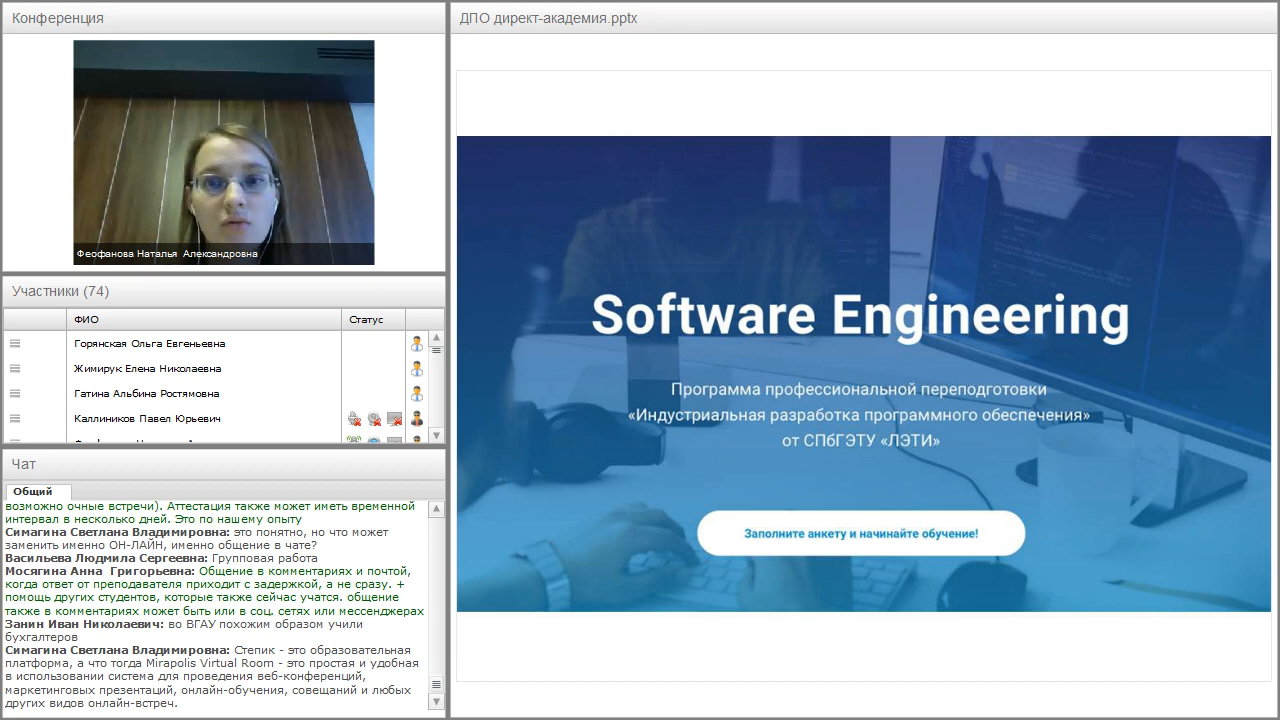 Конференция
Феофанова Наталья Александровна
Участники (74)
ФИО Статус
Горянская Ольга Евгеньевна
Жимирук Елена Николаевна
Гатина Альбина Ростямовна
Каллиников Павел Юрьевич
Чат
Общий
возможно очные встречи). Аттестация также может иметь временной
интервал в несколько дней. Это по нашему опыту
Симагина Светлана Владимировна: это понятно, но что может
заменить именно ОН-ЛАЙН, именно общение в чате?
Васильева Людмила Сергеевна: Групповая работа
Мосягина Анна Григорьевна: Общение в комментариях и почтой,
когда ответ от преподавателя приходит с задержкой, а не сразу. +
помощь других студентов, которые также сейчас учатся. общение
также в комментариях может быть или в соц. сетях или мессенджерах
Занин Иван Николаевич: во ВГАУ похожим образом учили
бухгалтеров
Симагина Светлана Владимировна: Степик - это образовательная
платформа, а что тогда Mirapolis Virtual Room - это простая и удобная
в использовании система для проведения веб-конференций,
маркетинговых презентаций, онлайн-обучения, совещаний и любых
других видов онлайн-встреч.
ДПО директ-академия.pptx
Software Engineering
Программа профессиональной переподготовки
«Индустриальная разработка программного обеспечения»
от СПбГЭТУ «ЛЭТИ»
Заполните анкету и начинайте обучение!